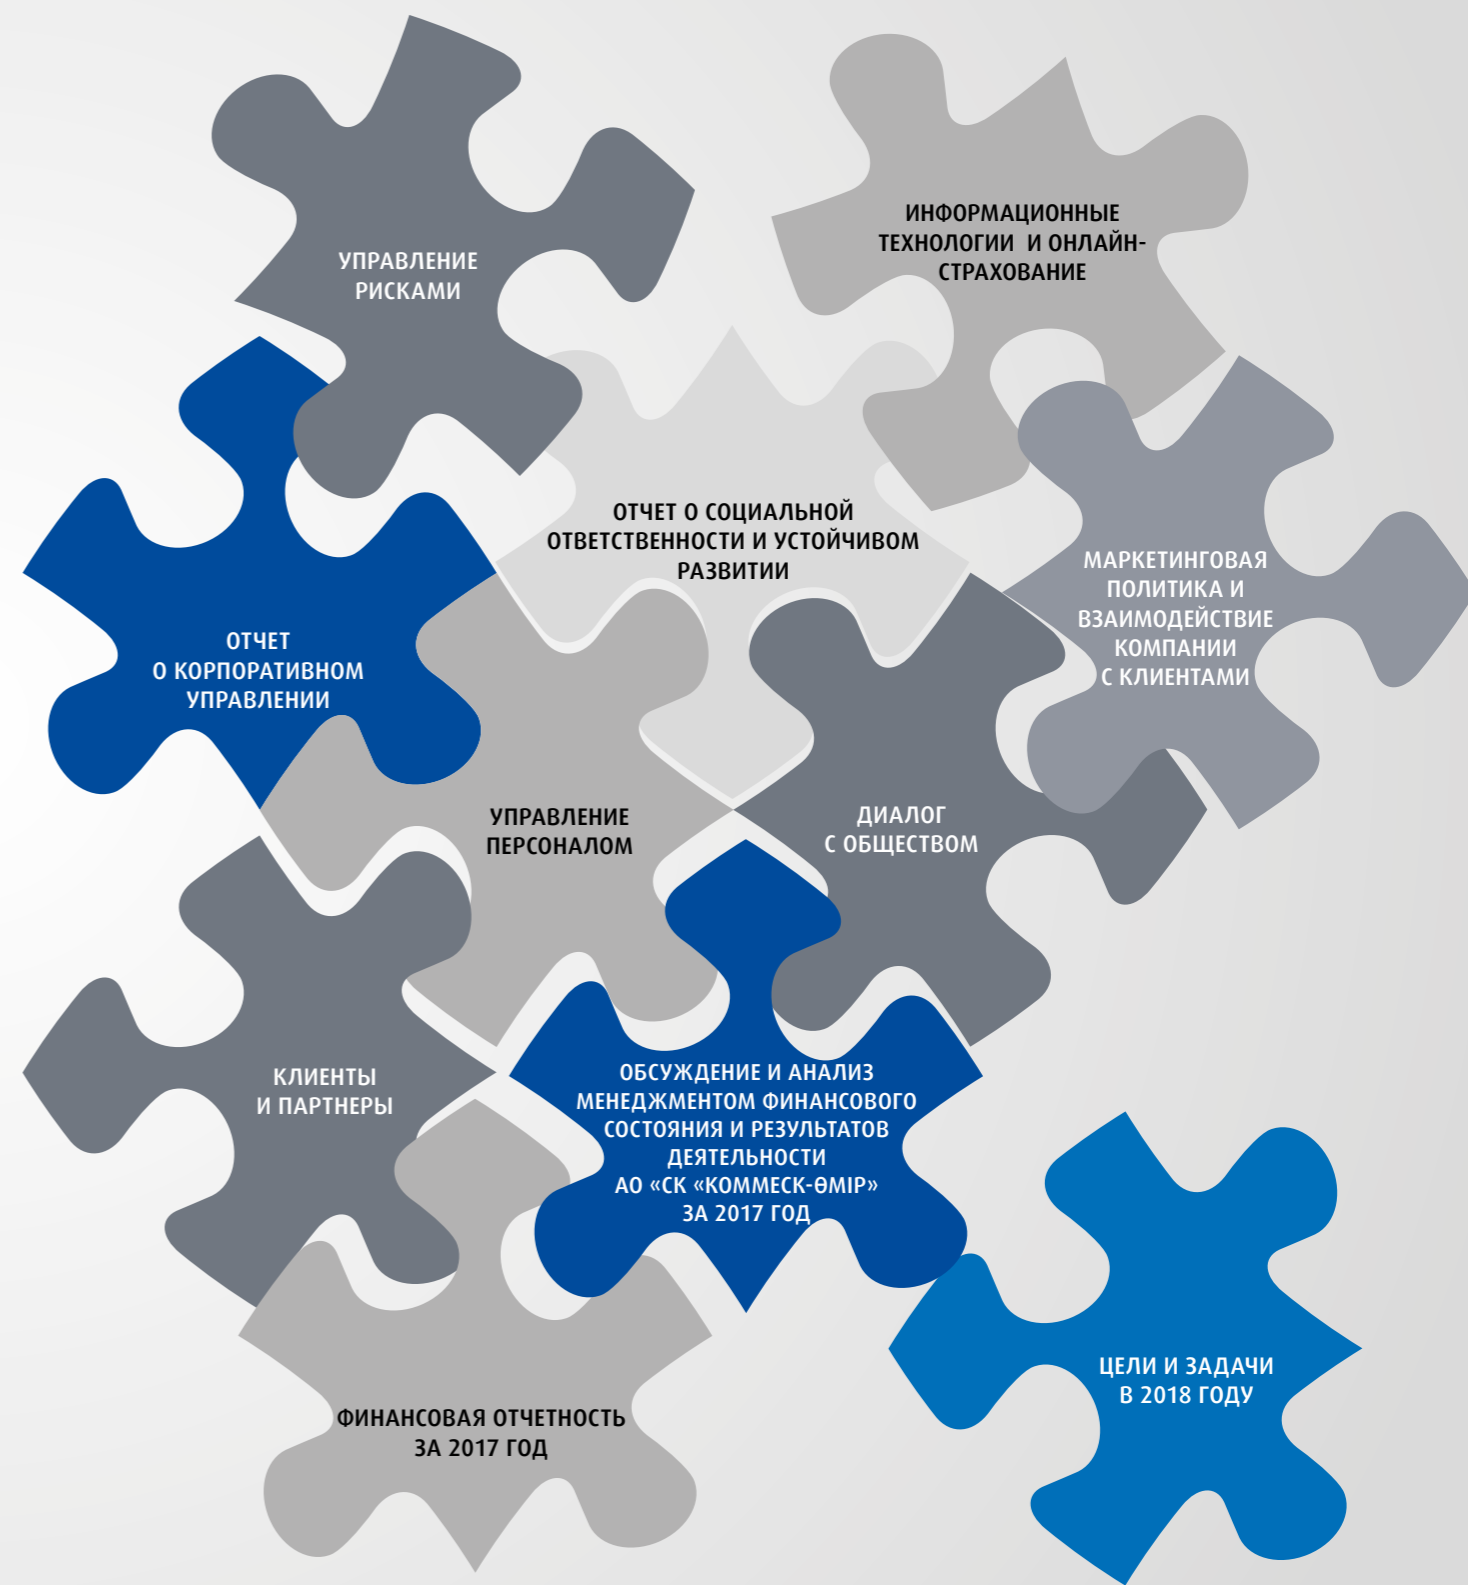 УПРАВЛЕНИЕ
РИСКАМИ
ИНФОРМАЦИОННЫЕ
ТЕХНОЛОГИИ И ОНЛАЙН-
СТРАХОВАНИЕ
ОТЧЕТ О СОЦИАЛЬНОЙ
ОТВЕТСТВЕННОСТИ И УСТОЙЧИВОМ
РАЗВИТИИ
МАРКЕТИНГОВАЯ
ПОЛИТИКА И
ВЗАИМОДЕЙСТВИЕ
КОМПАНИИ
С КЛИЕНТАМИ
ОТЧЕТ
О КОРПОРАТИВНОМ
УПРАВЛЕНИИ
УПРАВЛЕНИЕ
ПЕРСОНАЛОМ
ДИАЛОГ
С ОБЩЕСТВОМ
КЛИЕНТЫ
И ПАРТНЕРЫ
ОБСУЖДЕНИЕ И АНАЛИЗ
МЕНЕДЖМЕНТОМ ФИНАНСОВОГО
СОСТОЯНИЯ И РЕЗУЛЬТАТОВ
ДЕЯТЕЛЬНОСТИ
АО «СК «КОММЕСК-ӨМІР»
ЗА 2017 ГОД
ЦЕЛИ И ЗАДАЧИ
В 2018 ГОДУ
ФИНАНСОВАЯ ОТЧЕТНОСТЬ
ЗА 2017 ГОД